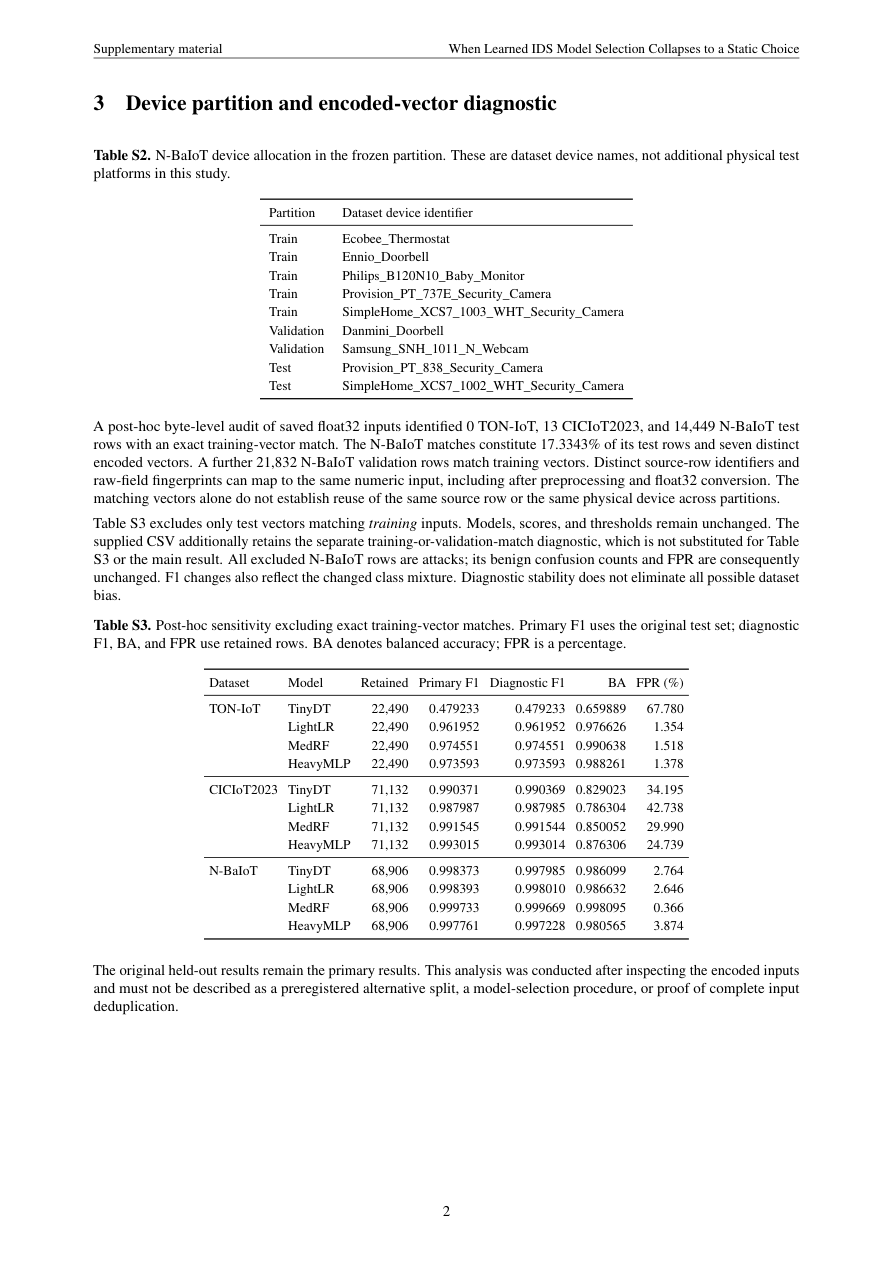 Supplementary material When Learned IDS Model Selection Collapses to a Static Choice
3 Device partition and encoded-vector diagnostic
Table S2. N-BaIoT device allocation in the frozen partition. These are dataset device names, not additional physical test
platforms in this study.
Partition Dataset device identifier
Train Ecobee_Thermostat
Train Ennio_Doorbell
Train Philips_B120N10_Baby_Monitor
Train Provision_PT_737E_Security_Camera
Train SimpleHome_XCS7_1003_WHT_Security_Camera
Validation Danmini_Doorbell
Validation Samsung_SNH_1011_N_Webcam
Test Provision_PT_838_Security_Camera
Test SimpleHome_XCS7_1002_WHT_Security_Camera
A post-hoc byte-level audit of saved float32 inputs identified 0 TON-IoT, 13 CICIoT2023, and 14,449 N-BaIoT test
rows with an exact training-vector match. The N-BaIoT matches constitute 17.3343% of its test rows and seven distinct
encoded vectors. A further 21,832 N-BaIoT validation rows match training vectors. Distinct source-row identifiers and
raw-field fingerprints can map to the same numeric input, including after preprocessing and float32 conversion. The
matching vectors alone do not establish reuse of the same source row or the same physical device across partitions.
Table S3 excludes only test vectors matching training inputs. Models, scores, and thresholds remain unchanged. The
supplied CSV additionally retains the separate training-or-validation-match diagnostic, which is not substituted for Table
S3 or the main result. All excluded N-BaIoT rows are attacks; its benign confusion counts and FPR are consequently
unchanged. F1 changes also reflect the changed class mixture. Diagnostic stability does not eliminate all possible dataset
bias.
Table S3. Post-hoc sensitivity excluding exact training-vector matches. Primary F1 uses the original test set; diagnostic
F1, BA, and FPR use retained rows. BA denotes balanced accuracy; FPR is a percentage.
Dataset Model Retained Primary F1 Diagnostic F1 BA FPR (%)
TON-IoT TinyDT 22,490 0.479233 0.479233 0.659889 67.780
LightLR 22,490 0.961952 0.961952 0.976626 1.354
MedRF 22,490 0.974551 0.974551 0.990638 1.518
HeavyMLP 22,490 0.973593 0.973593 0.988261 1.378
CICIoT2023 TinyDT 71,132 0.990371 0.990369 0.829023 34.195
LightLR 71,132 0.987987 0.987985 0.786304 42.738
MedRF 71,132 0.991545 0.991544 0.850052 29.990
HeavyMLP 71,132 0.993015 0.993014 0.876306 24.739
N-BaIoT TinyDT 68,906 0.998373 0.997985 0.986099 2.764
LightLR 68,906 0.998393 0.998010 0.986632 2.646
MedRF 68,906 0.999733 0.999669 0.998095 0.366
HeavyMLP 68,906 0.997761 0.997228 0.980565 3.874
The original held-out results remain the primary results. This analysis was conducted after inspecting the encoded inputs
and must not be described as a preregistered alternative split, a model-selection procedure, or proof of complete input
deduplication.
2